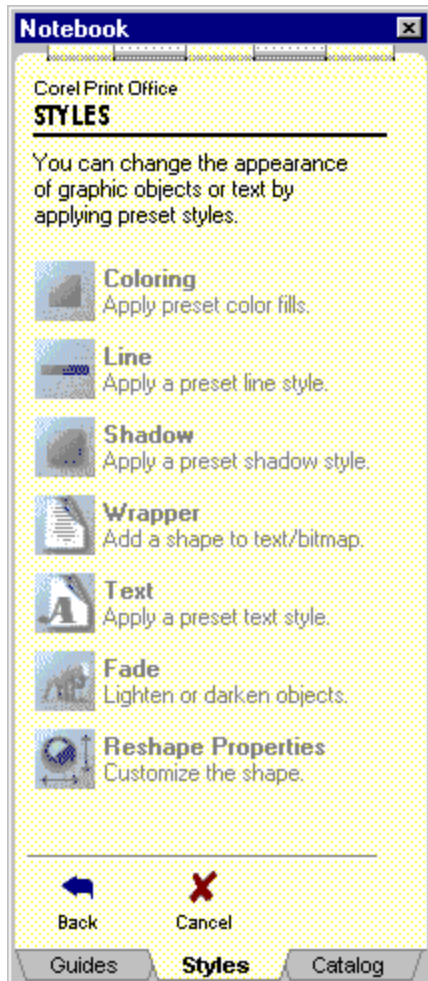 Notebook
Corel Print Office
STYLES
You can change the appearance
of graphic objects or text by
applying preset styles.
Coloring
Apply preset color fills.
Line
Apply a preset line style.
Shadow
Apply a preset shadow style.
Wrapper
Add a shape to text/bitmap.
Text
Apply a preset text style.
Fade
Lighten or darken objects.
Reshape Properties
Customize the shape.
Back Cancel
Guides Styles Catalog